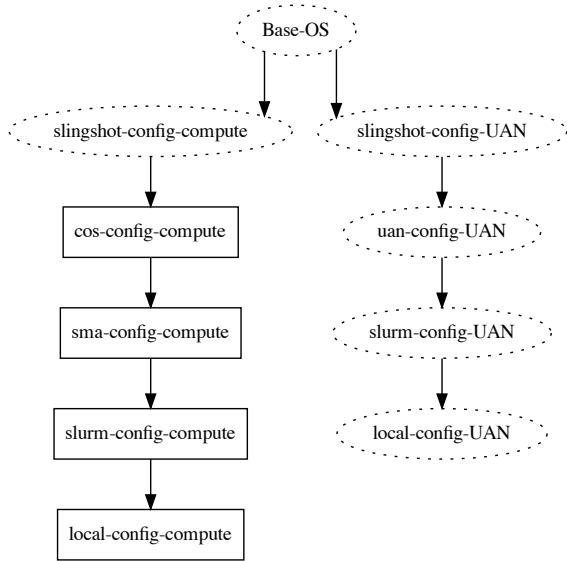 Base-OS
slingshot-config-compute
slingshot-config-UAN
cos-config-compute
uan-config-UAN
sma-config-compute
slurm-config-UAN
slurm-config-compute
local-config-UAN
local-config-compute